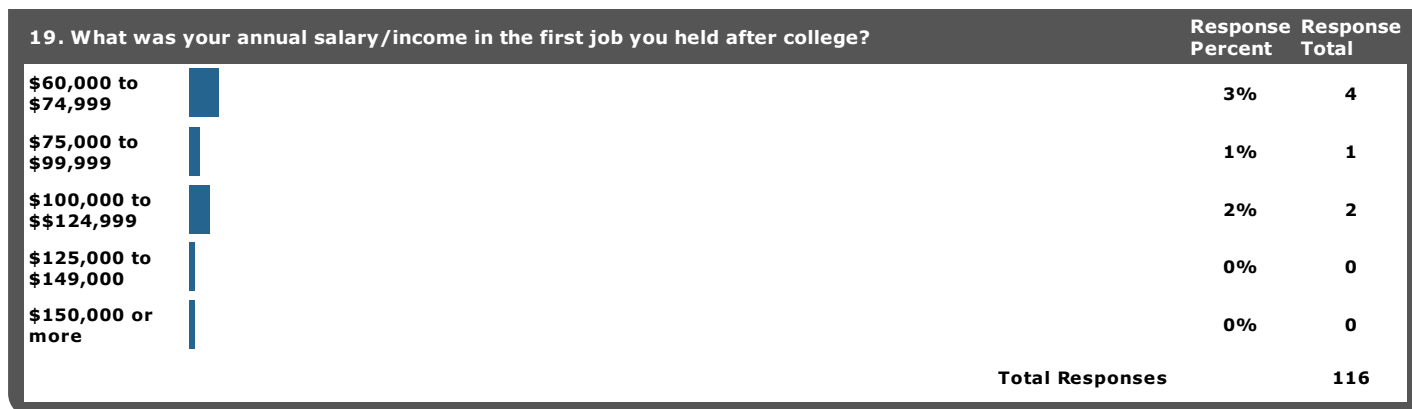 19. What was your annual salary/income in the first job you held after college?
Response Response
Percent Total
$60,000 to
$74,999
3% 4
$75,000 to
$99,999
1% 1
$100,000 to
$$124,999
2% 2
$125,000 to
$149,000
0% 0
$150,000 or
more
0% 0
Total Responses 116